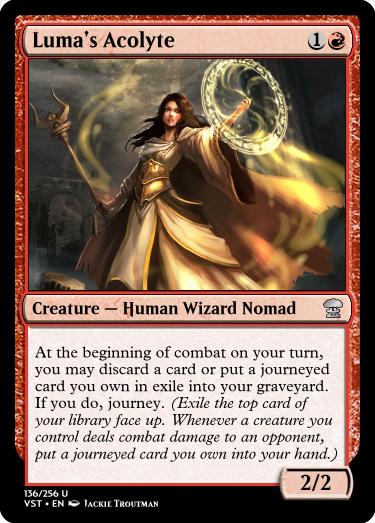 Luma's Acolyte 1
Creature — Human Wizard Nomad
At the beginning of combat on your turn,
you may discard a card or put a journeyed
card you own in exile into your graveyard.
If you do, journey. (Exile the top card of
your library face up. Whenever a creature you
control deals combat damage to an opponent,
put a journeyed card you own into your hand.)
2/2
136/256 U
VST • EN Jackie Troutman